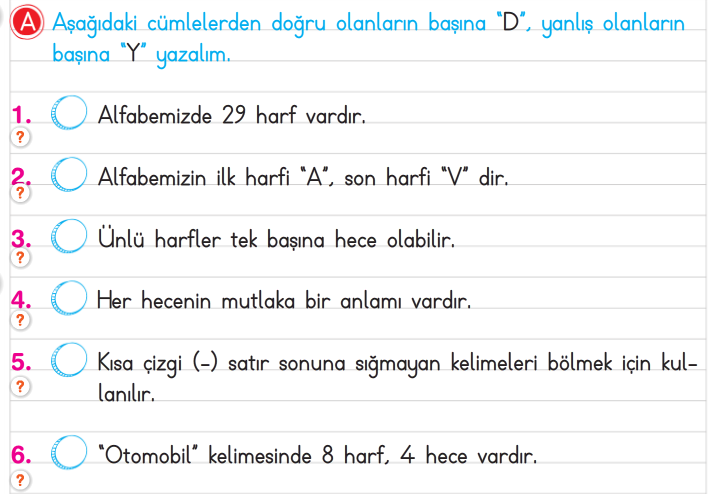 A Aşağıdaki cümlelerden doğru olanların başına "D", yanlış olanların
başına "Y" yazalım.
1. Alfabemizde 29 harf vardır.
?
2. Alfabemizin ilk harfi "A", son harfi "V" dir.
?
3. Ünlü harfler tek başına hece olabilir.
?
4. Her hecenin mutlaka bir anlamı vardır.
?
5. Kısa çizgi (-) satır sonuna sığmayan kelimeleri bölmek için kul-
? lanılır.
6. "Otomobil" kelimesinde 8 harf, 4 hece vardır.
?